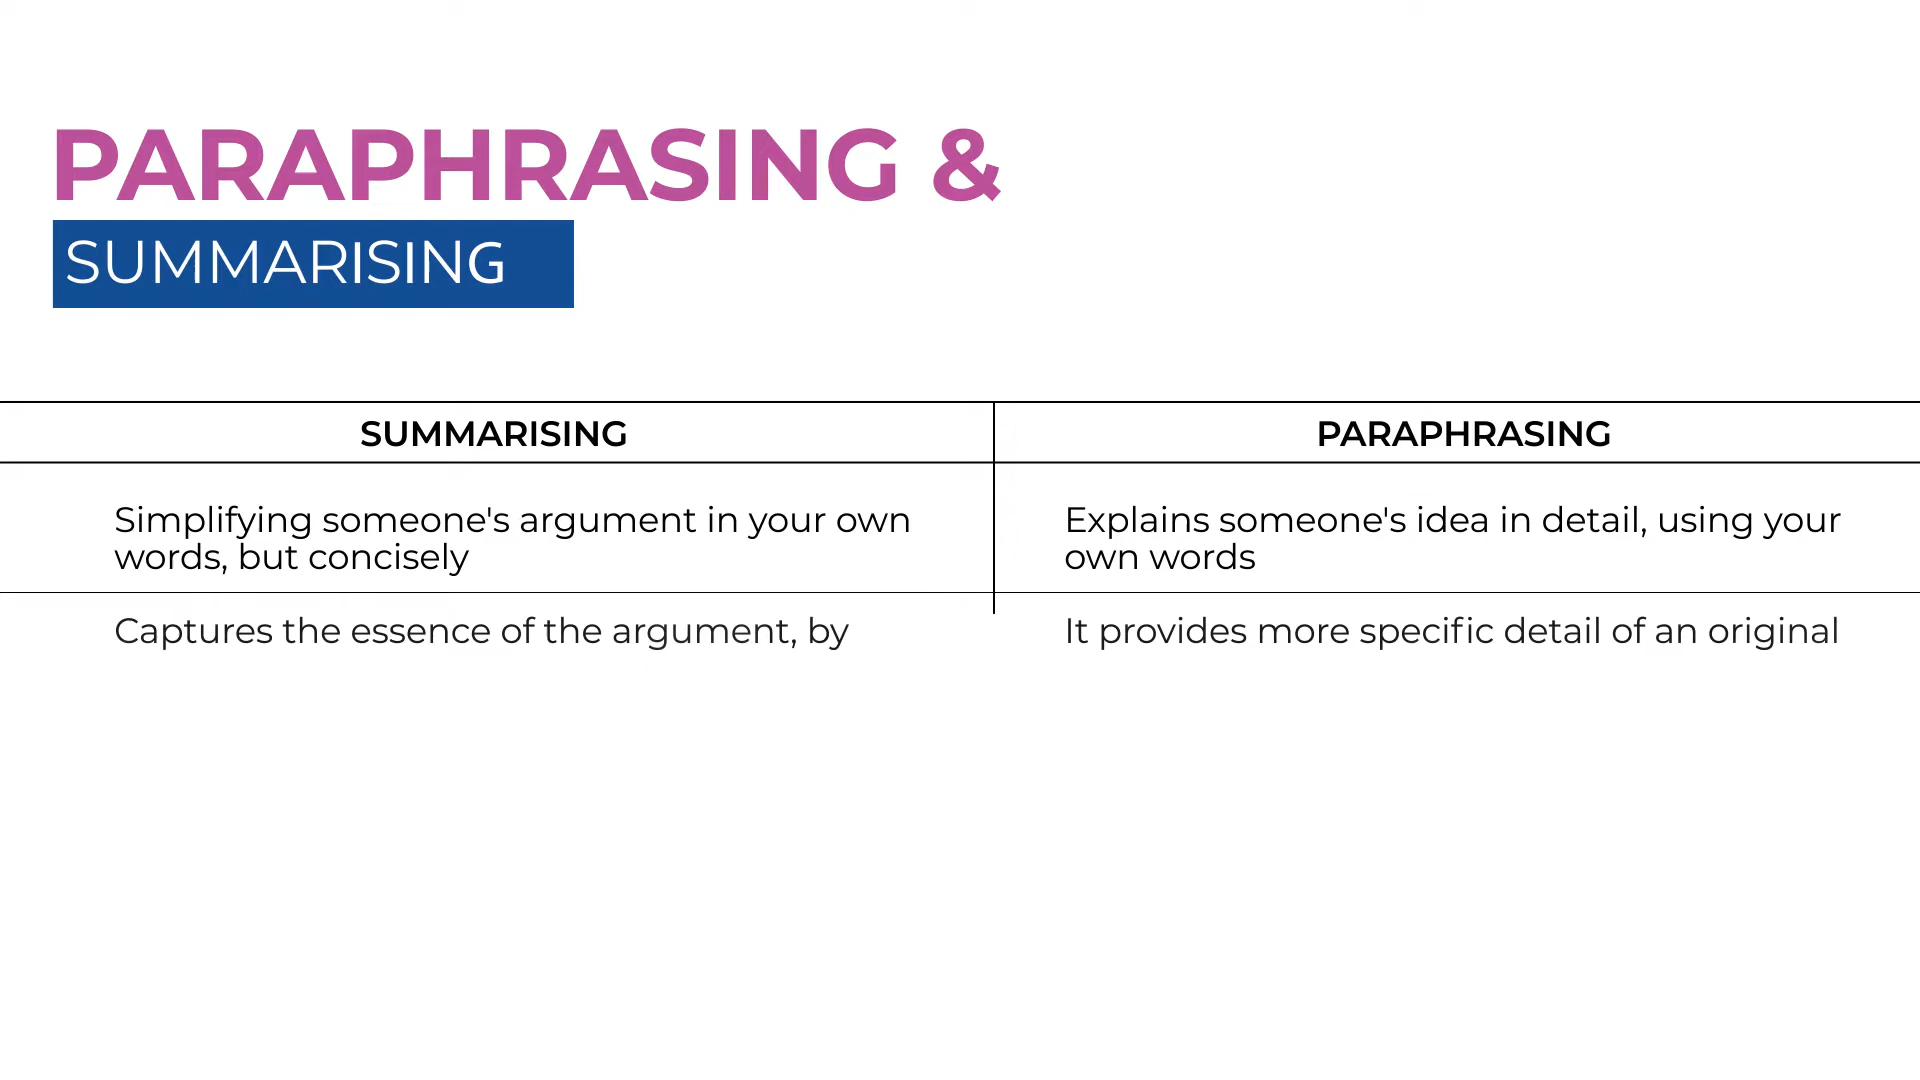 PARAPHRASING &
SUMMARISING
SUMMARISING
PARAPHRASING
Simplifying someone's argument in your own
words, but concisely
Explains someone's idea in detail, using your
own words
Captures the essence of the argument, by
It provides more specific detail of an original